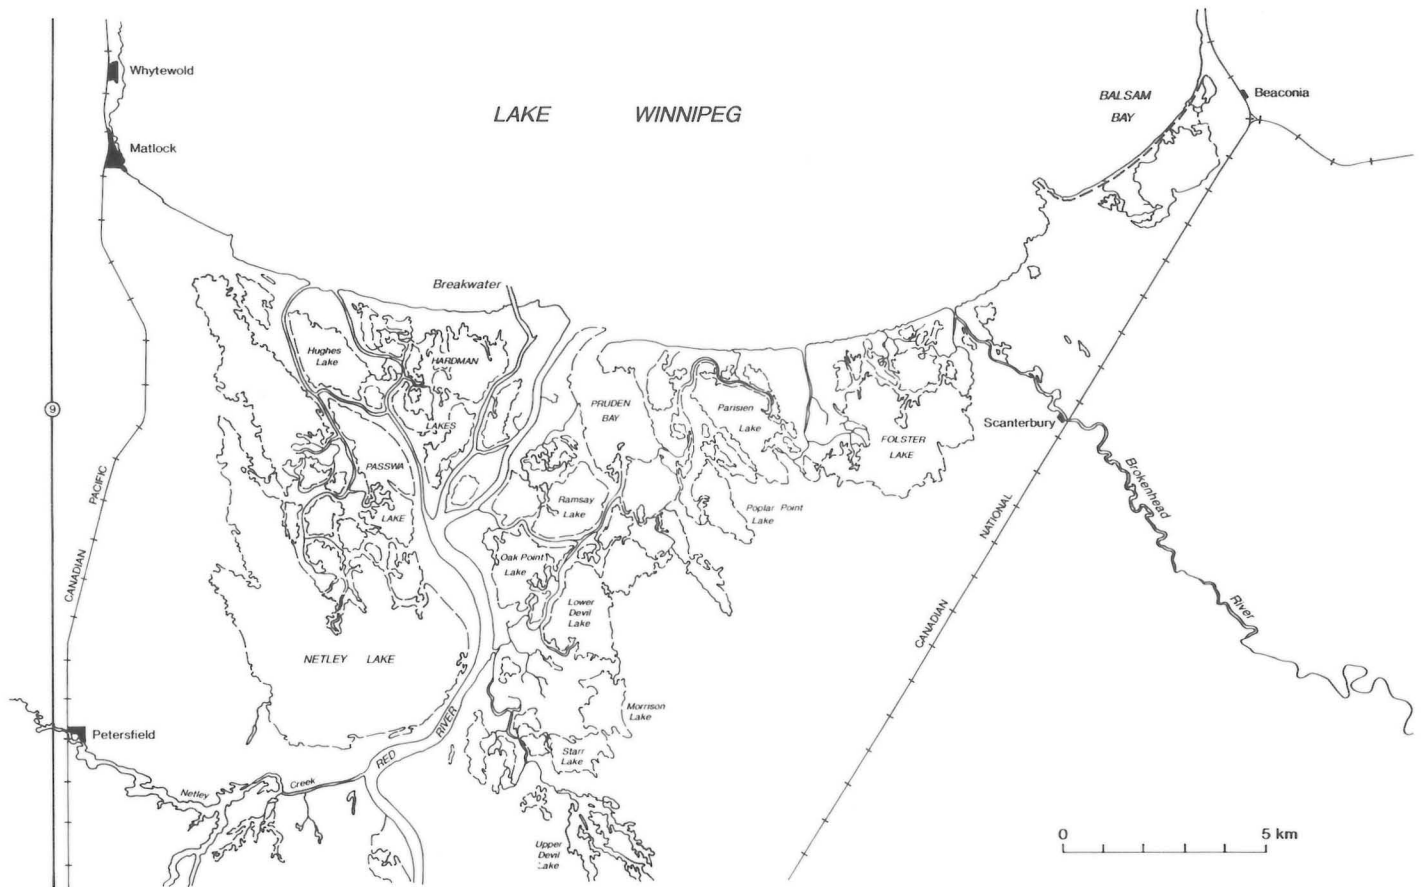 Whytewold
LAKE WINNIPEG
BALSAM
BAY
Beaconia
Matlock
Breakwater
Hughes
Lake
HARDMAN
LAKES
PRUDEN
BAY
Parisien
Lake
9
Scanterbury
FOLSTER
LAKE
PASSWA
LAKE
Ramsay
Lake
Poplar Point
Lake
Brokenhead
River
CANADIAN PACIFIC
CANADIAN NATIONAL
Oak Point
Lake
Lower
Devil
Lake
NETLEY LAKE
Morrison
Lake
RED RIVER
Petersfield
Starr
Lake
Netley Creek
Upper
Devil
Lake
0 5 km